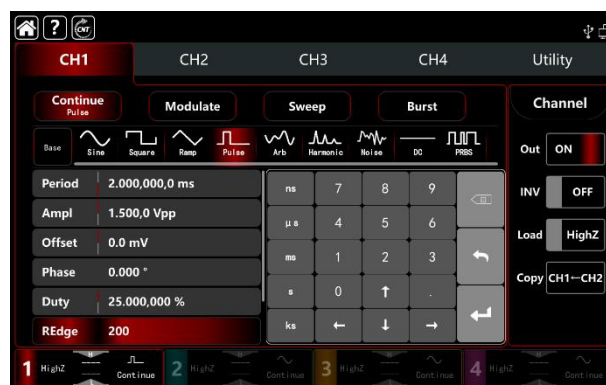 ? CNT
CH1 CH2 CH3 CH4 Utility
Continue
Pulse
Modulate Sweep Burst Channel
Base Sine Square Ramp Pulse Arb Harmonic Noise DC PRBS
Out ON
Period 2.000,000,0 ms
Ampl 1.500,0 Vpp
Offset 0.0 mV
Phase 0.000 °
Duty 25.000,000 %
REdge 200
ns 7 8 9
µs 4 5 6
ms 1 2 3
s 0 ↑ .
ks ← ↓ →
INV OFF
Load HighZ
Copy CH1←CH2
1 HighZ Continue 2 HighZ Continue 3 HighZ Continue 4 HighZ Continue